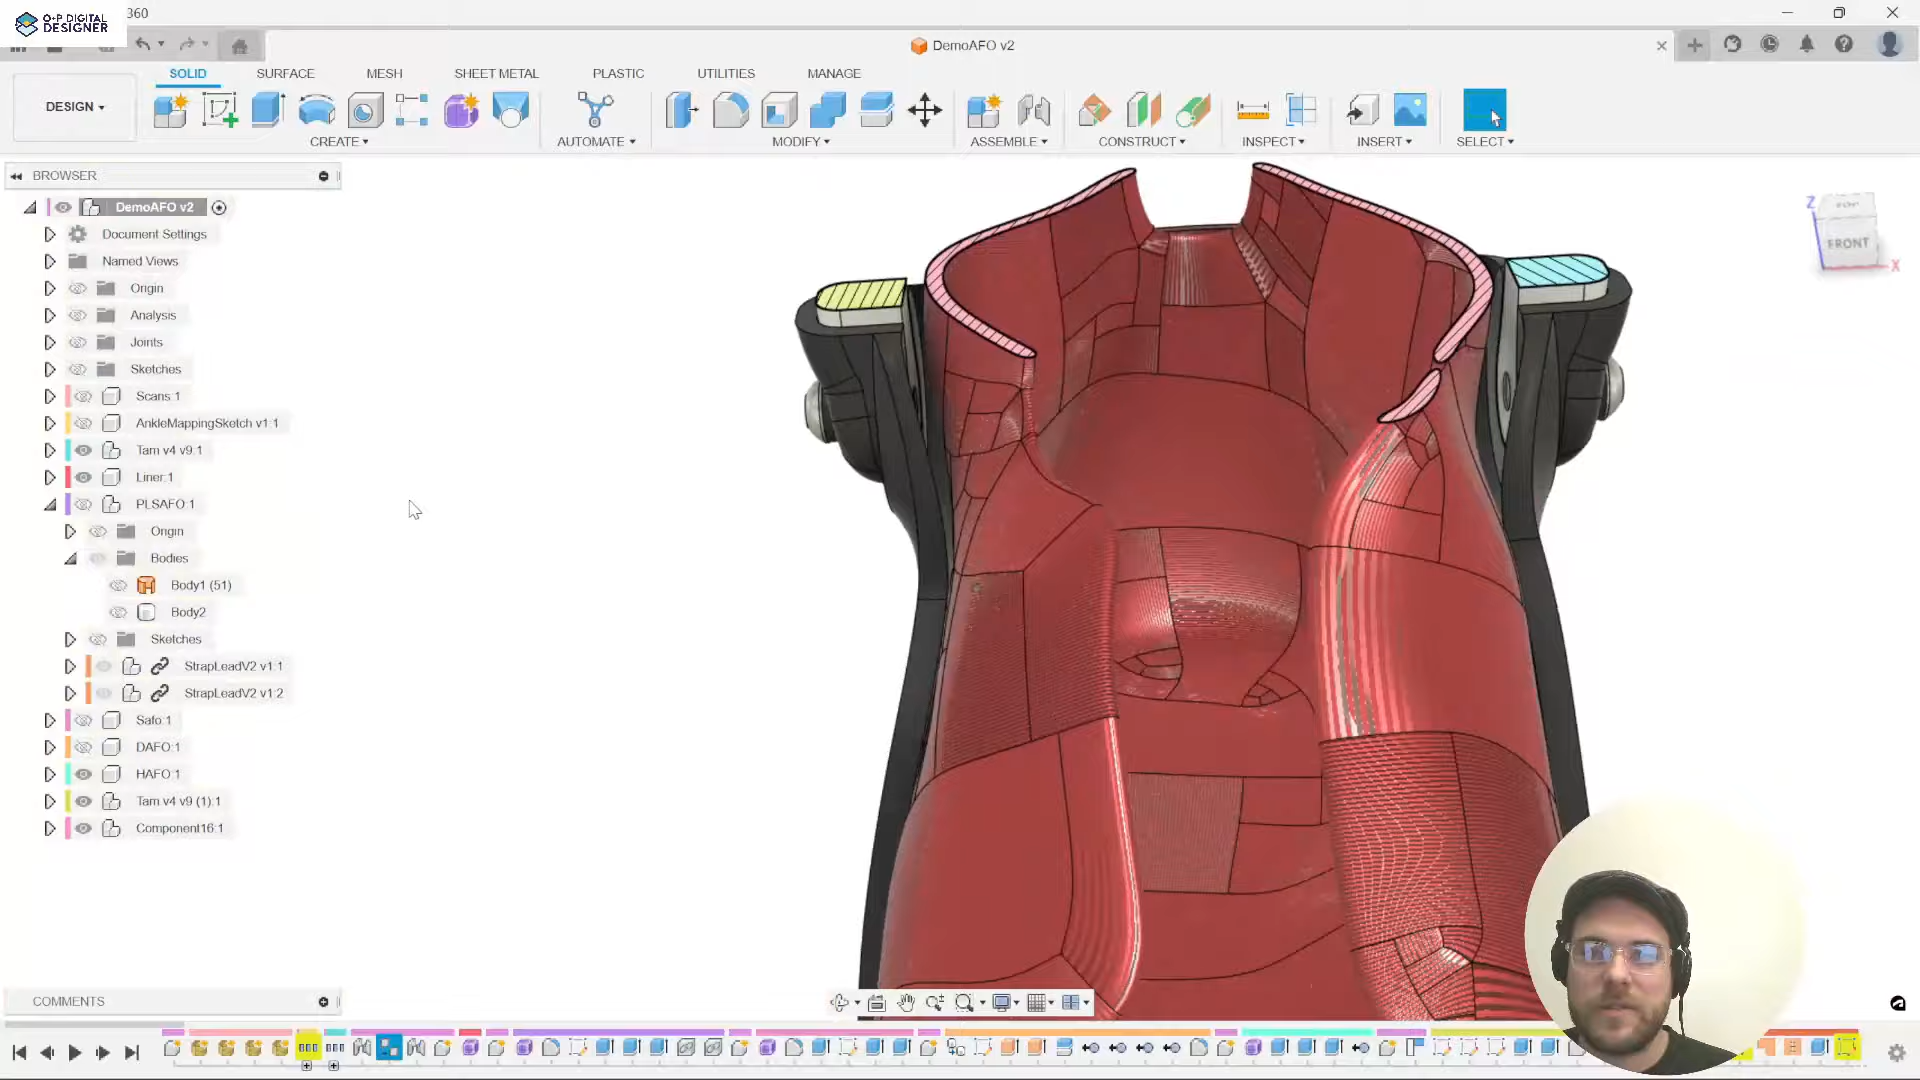 O+P DIGITAL
DESIGNER
360
DemoAFO v2
DESIGN
SOLID
SURFACE
MESH
SHEET METAL
PLASTIC
UTILITIES
MANAGE
CREATE
AUTOMATE
MODIFY
ASSEMBLE
CONSTRUCT
INSPECT
INSERT
SELECT
BROWSER
DemoAFO v2
Document Settings
Named Views
Origin
Analysis
Joints
Sketches
Scans:1
AnkleMappingSketch v1:1
Tam v4 v9:1
Liner:1
PLSAFO:1
Origin
Bodies
Body1 (51)
Body2
Sketches
StrapLeadV2 v1:1
StrapLeadV2 v1:2
Safo:1
DAFO:1
HAFO:1
Tam v4 v9 (1):1
Component16:1
Z
TOP
FRONT
X
COMMENTS